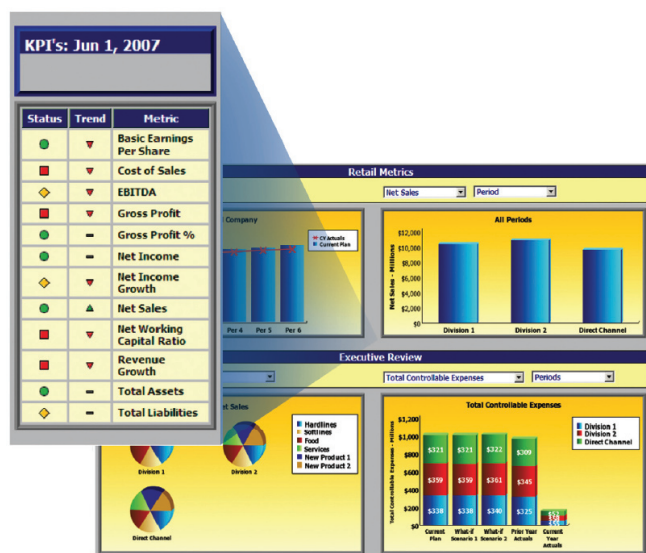 KPI's: Jun 1, 2007
Status Trend Metric
Basic Earnings
Per Share
Cost of Sales
EBITDA
Gross Profit
Gross Profit %
Net Income
Net Income
Growth
Net Sales
Net Working
Capital Ratio
Revenue
Growth
Total Assets
Total Liabilities
Retail Metrics
Net Sales Period
Company
CY Actuals
Current Plan
Per 4 Per 5 Per 6
All Periods
Net Sales - Millions
$12,000
$10,000
$8,000
$6,000
$4,000
$2,000
$0
Division 1 Division 2 Direct Channel
Executive Review
Total Controllable Expenses Periods
Sales
Hardlines
Softlines
Food
Services
New Product 1
New Product 2
Division 1 Division 2
Direct Channel
Total Controllable Expenses
Total Controllable Expenses - Millions
$1,200
$1,000
$800
$600
$400
$200
$0
$321 $321 $322 $309
$359 $359 $361 $345
$338 $338 $340 $325
$52
Current
Plan
What-if
Scenario 1
What-if
Scenario 2
Prior Year
Actuals
Current
Year
Actuals
Division 1
Division 2
Direct Channel